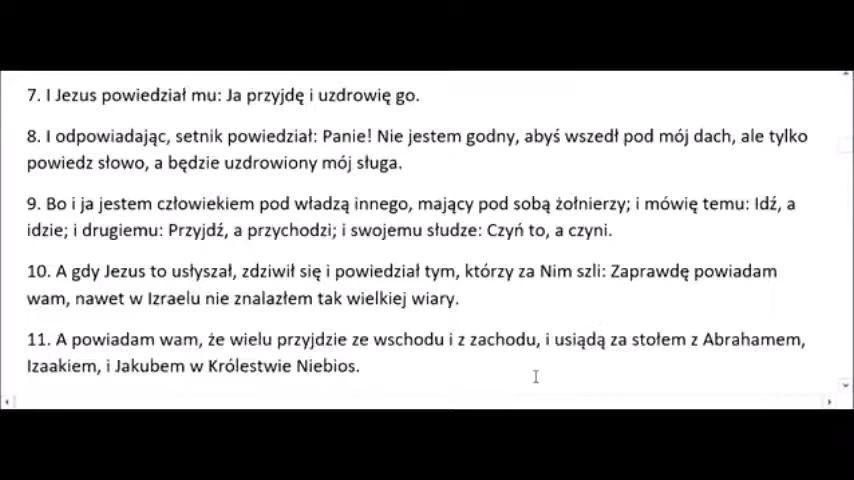 7. I Jezus powiedział mu: Ja przyjdę i uzdrowię go.
8. I odpowiadając, setnik powiedział: Panie! Nie jestem godny, abyś wszedł pod mój dach, ale tylko
powiedz słowo, a będzie uzdrowiony mój sługa.
9. Bo i ja jestem człowiekiem pod władzą innego, mający pod sobą żołnierzy; i mówię temu: Idź, a
idzie; i drugiemu: Przyjdź, a przychodzi; i swojemu słudze: Czyń to, a czyni.
10. A gdy Jezus to usłyszał, zdziwił się i powiedział tym, którzy za Nim szli: Zaprawdę powiadam
wam, nawet w Izraelu nie znalazłem tak wielkiej wiary.
11. A powiadam wam, że wielu przyjdzie ze wschodu i z zachodu, i usiądą za stołem z Abrahamem,
Izaakiem, i Jakubem w Królestwie Niebios.